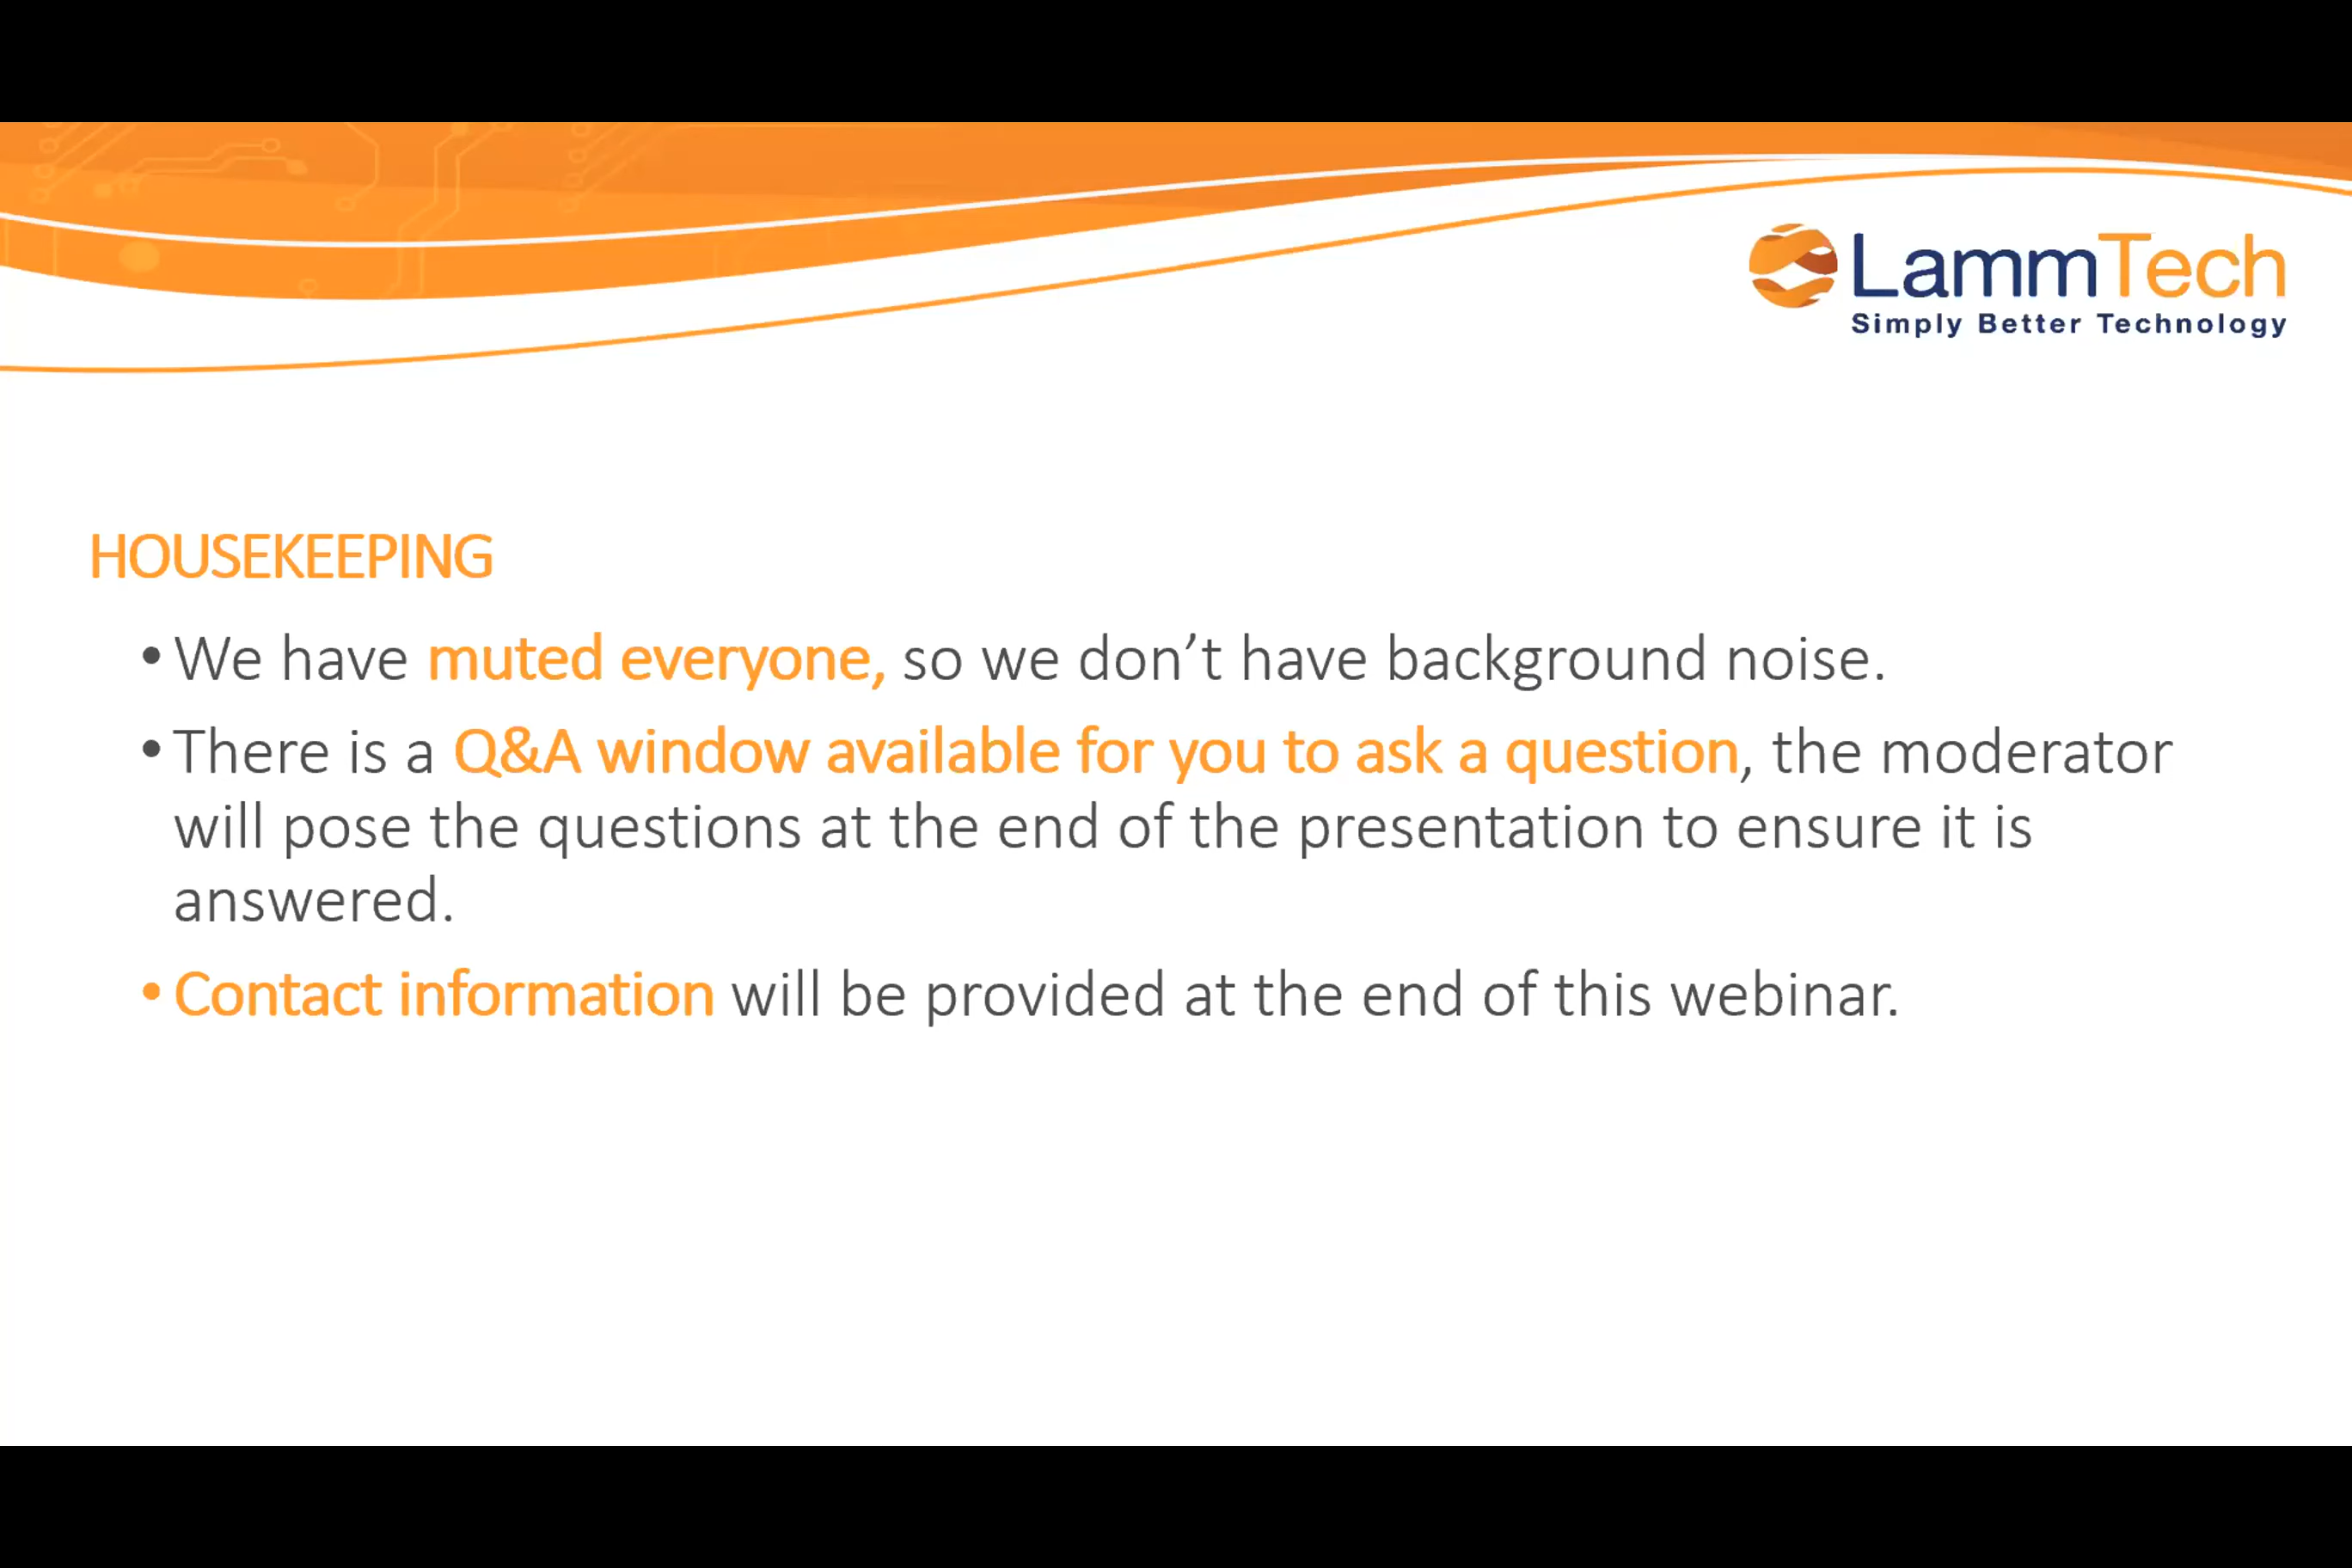 LammTech
Simply Better Technology
HOUSEKEEPING
• We have muted everyone, so we don’t have background noise.
• There is a Q&A window available for you to ask a question, the moderator
will pose the questions at the end of the presentation to ensure it is
answered.
• Contact information will be provided at the end of this webinar.